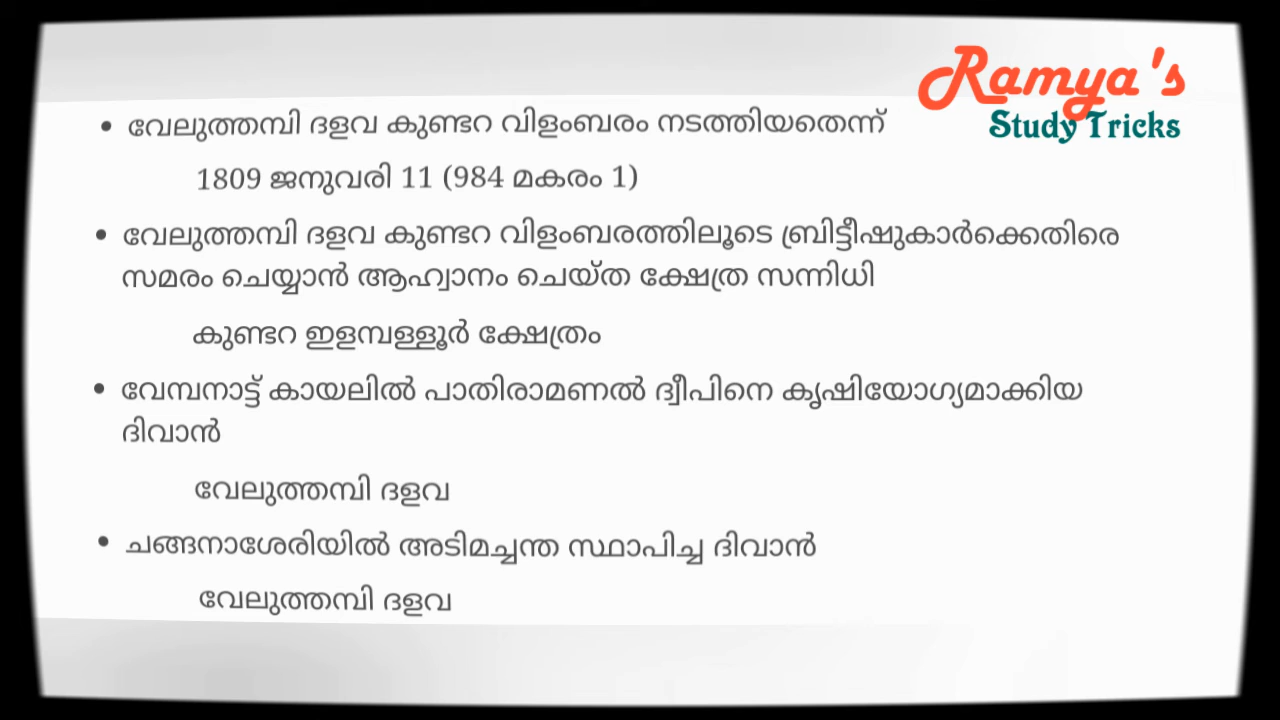 Ramya's
Study Tricks
• വേലുത്തമ്പി ദളവ കുണ്ടറ വിളംബരം നടത്തിയതെന്ന്
1809 ജനുവരി 11 (984 മകരം 1)
• വേലുത്തമ്പി ദളവ കുണ്ടറ വിളംബരത്തിലൂടെ ബ്രിട്ടീഷുകാർക്കെതിരെ
സമരം ചെയ്യാൻ ആഹ്വാനം ചെയ്ത ക്ഷേത്ര സന്നിധി
കുണ്ടറ ഇളമ്പള്ളൂർ ക്ഷേത്രം
• വേമ്പനാട്ട് കായലിൽ പാതിരാമണൽ ദ്വീപിനെ കൃഷിയോഗ്യമാക്കിയ
ദിവാൻ
വേലുത്തമ്പി ദളവ
• ചങ്ങനാശേരിയിൽ അടിമച്ചന്ത സ്ഥാപിച്ച ദിവാൻ
വേലുത്തമ്പി ദളവ